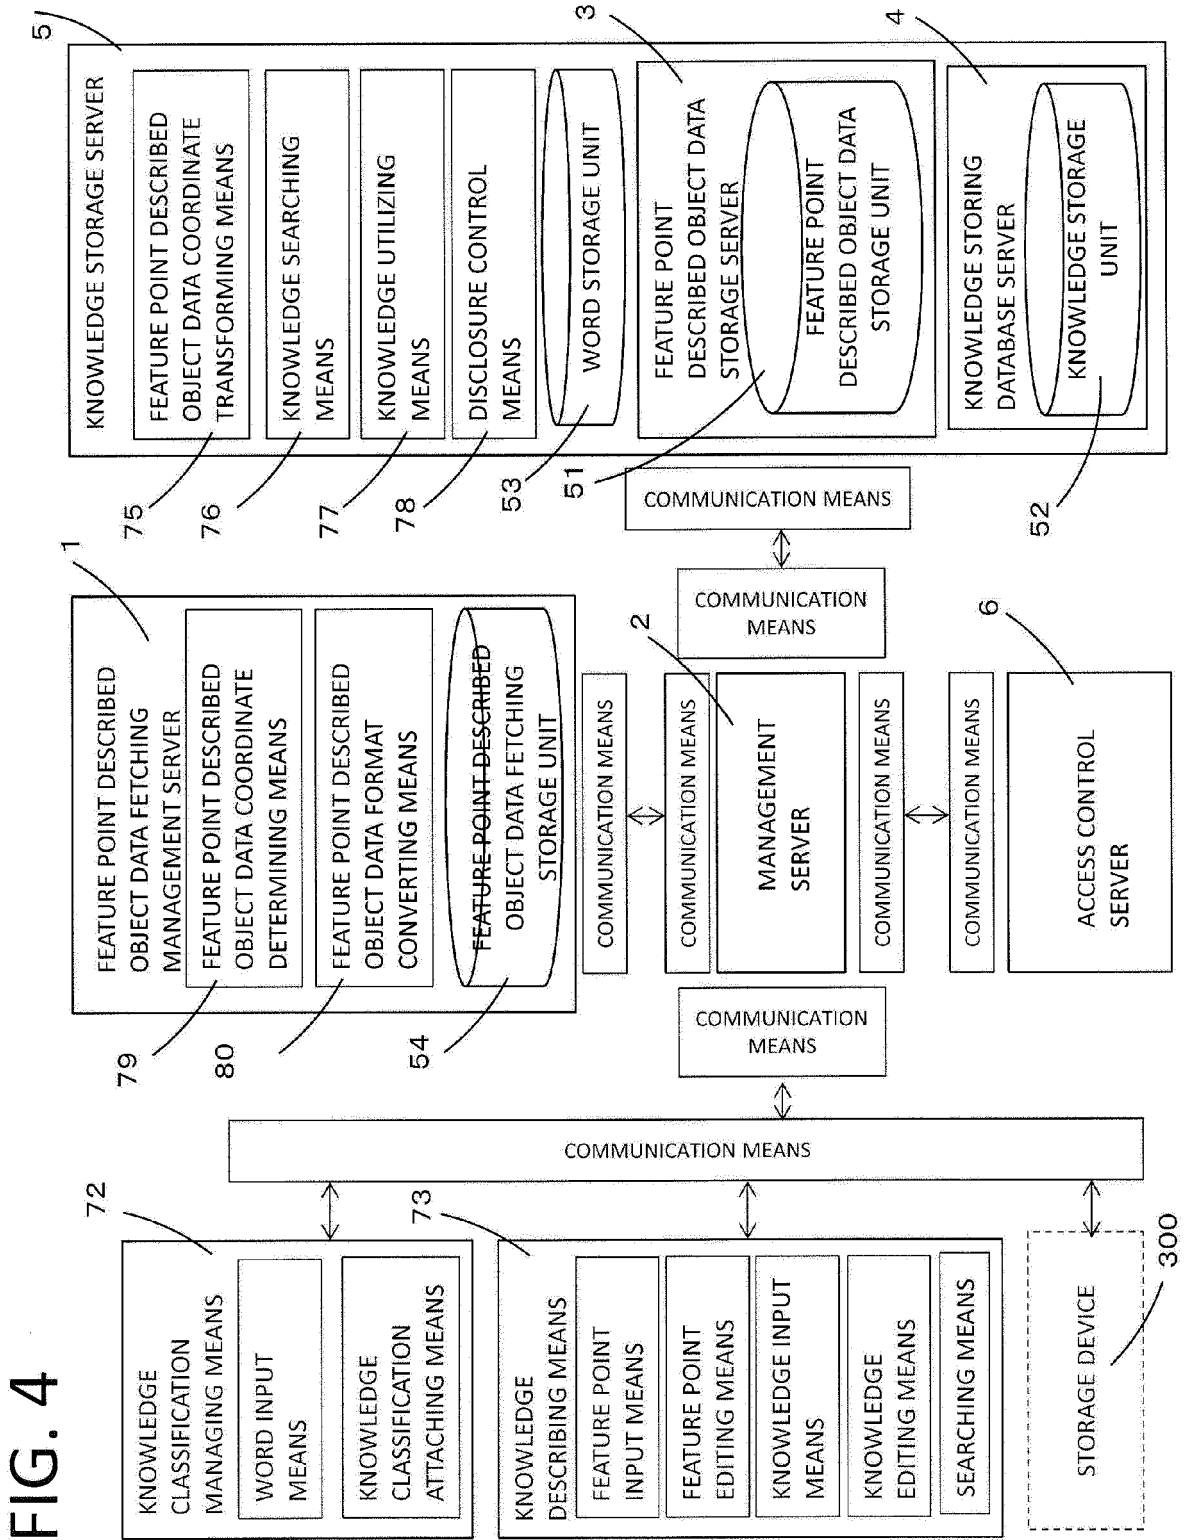 FIG. 4
KNOWLEDGE
CLASSIFICATION
MANAGING MEANS
72
WORD INPUT
MEANS
KNOWLEDGE
CLASSIFICATION
ATTACHING MEANS
KNOWLEDGE
DESCRIBING MEANS
73
FEATURE POINT
INPUT MEANS
FEATURE POINT
EDITING MEANS
KNOWLEDGE INPUT
MEANS
KNOWLEDGE
EDITING MEANS
SEARCHING MEANS
STORAGE DEVICE
300
COMMUNICATION MEANS
COMMUNICATION
MEANS
FEATURE POINT DESCRIBED
OBJECT DATA FETCHING
MANAGEMENT SERVER
1
FEATURE POINT DESCRIBED
OBJECT DATA COORDINATE
DETERMINING MEANS
79
FEATURE POINT DESCRIBED
OBJECT DATA FORMAT
CONVERTING MEANS
80
FEATURE POINT DESCRIBED
OBJECT DATA FETCHING
STORAGE UNIT
54
COMMUNICATION MEANS
COMMUNICATION MEANS
MANAGEMENT
SERVER
2
COMMUNICATION MEANS
COMMUNICATION MEANS
ACCESS CONTROL
SERVER
6
COMMUNICATION
MEANS
COMMUNICATION MEANS
KNOWLEDGE STORAGE SERVER
5
FEATURE POINT DESCRIBED
OBJECT DATA COORDINATE
TRANSFORMING MEANS
75
KNOWLEDGE SEARCHING
MEANS
76
KNOWLEDGE UTILIZING
MEANS
77
DISCLOSURE CONTROL
MEANS
78
WORD STORAGE UNIT
53
FEATURE POINT
DESCRIBED OBJECT DATA
STORAGE SERVER
3
FEATURE POINT
DESCRIBED OBJECT DATA
STORAGE UNIT
51
KNOWLEDGE STORING
DATABASE SERVER
4
KNOWLEDGE STORAGE
UNIT
52